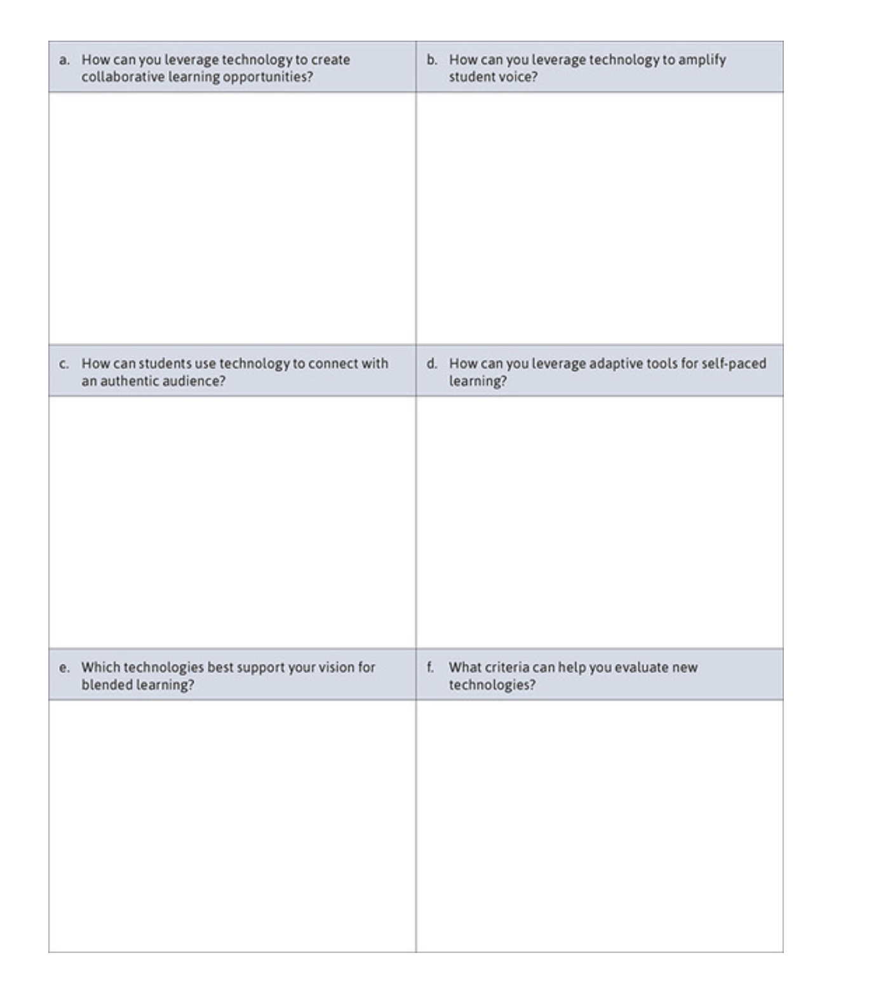 a. How can you leverage technology to create
collaborative learning opportunities?
b. How can you leverage technology to amplify
student voice?
c. How can students use technology to connect with
an authentic audience?
d. How can you leverage adaptive tools for self-paced
learning?
e. Which technologies best support your vision for
blended learning?
f. What criteria can help you evaluate new
technologies?